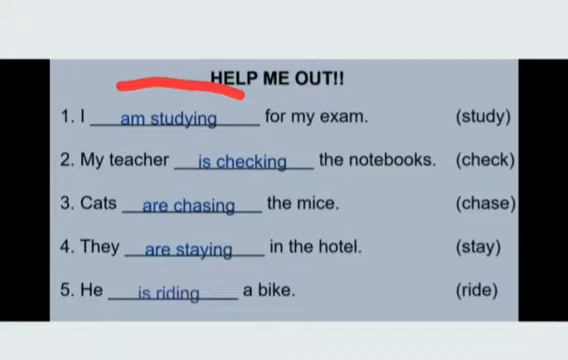 HELP ME OUT!!
1. I am studying for my exam. (study)
2. My teacher is checking the notebooks. (check)
3. Cats are chasing the mice. (chase)
4. They are staying in the hotel. (stay)
5. He is riding a bike. (ride)